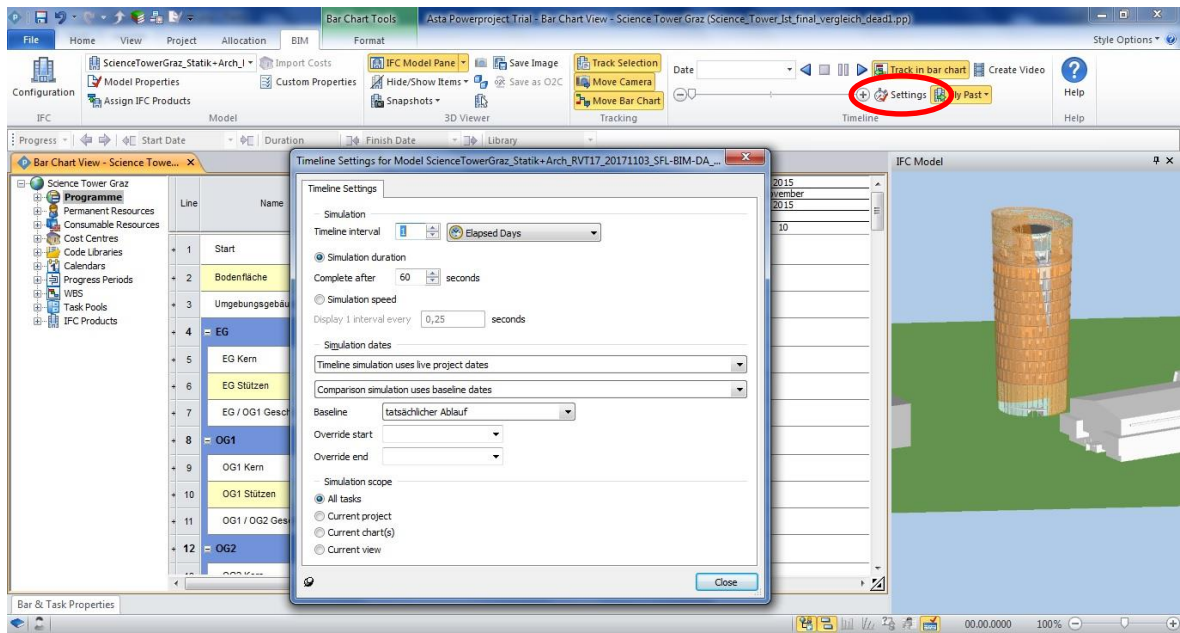 Bar Chart Tools
Asta Powerproject Trial - Bar Chart View - Science Tower Graz (Science_Tower_Ist_final_vergleich_dead1.pp)
File Home View Project Allocation BIM Format Style Options
Configuration
IFC
ScienceTowerGraz_Statik+Arch_I
Model Properties
Assign IFC Products
Import Costs
Custom Properties
Model
IFC Model Pane
Hide/Show Items
Snapshots
Save Image
Save as O2C
3D Viewer
Track Selection
Move Camera
Move Bar Chart
Tracking
Date
Track in bar chart
Create Video
Settings
Past
Timeline
Help
Help
Progress
Start Date
Duration
Finish Date
Library
Bar Chart View - Science Towe...
Science Tower Graz
Programme
Permanent Resources
Consumable Resources
Cost Centres
Code Libraries
Calendars
Progress Periods
WBS
Task Pools
IFC Products
Line Name
1 Start
2 Bodenfläche
3 Umgebungsgebäu
4 EG
5 EG Kern
6 EG Stützen
7 EG / OG1 Gesch
8 OG1
9 OG1 Kern
10 OG1 Stützen
11 OG1 / OG2 Ges
12 OG2
Timeline Settings for Model ScienceTowerGraz_Statik+Arch_RVT17_20171103_SFL-BIM-DA_...
Timeline Settings
Simulation
Timeline interval 1 Elapsed Days
Simulation duration
Complete after 60 seconds
Simulation speed
Display 1 interval every 0,25 seconds
Simulation dates
Timeline simulation uses live project dates
Comparison simulation uses baseline dates
Baseline tatsächlicher Ablauf
Override start
Override end
Simulation scope
All tasks
Current project
Current chart(s)
Current view
Close
2015
vember
2015
10
IFC Model
Bar & Task Properties
00.00.0000 100%